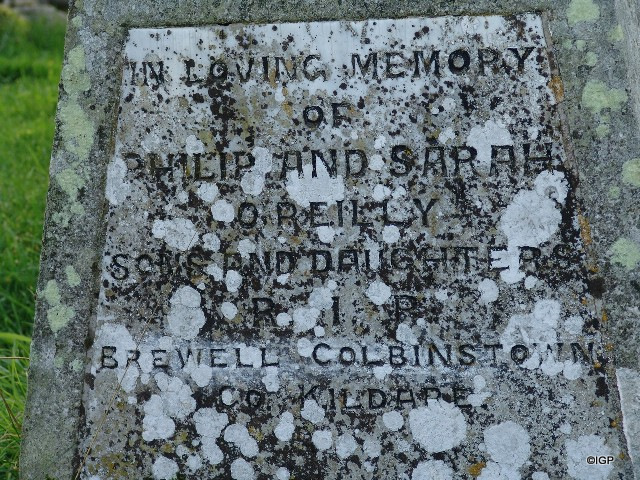 IN LOVING MEMORY
OF
PHILIP AND SARAH
O'REILLY
SONS AND DAUGHTERS
R I P
BREWELL COLBINSTOWN
CO. KILDARE.
©IGP